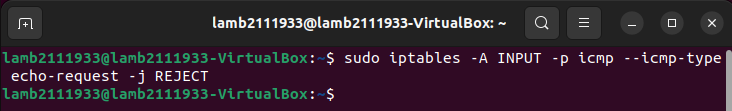 lamb2111933@lamb2111933-VirtualBox: ~
lamb2111933@lamb2111933-VirtualBox:~$ sudo iptables -A INPUT -p icmp --icmp-type
echo-request -j REJECT
lamb2111933@lamb2111933-VirtualBox:~$